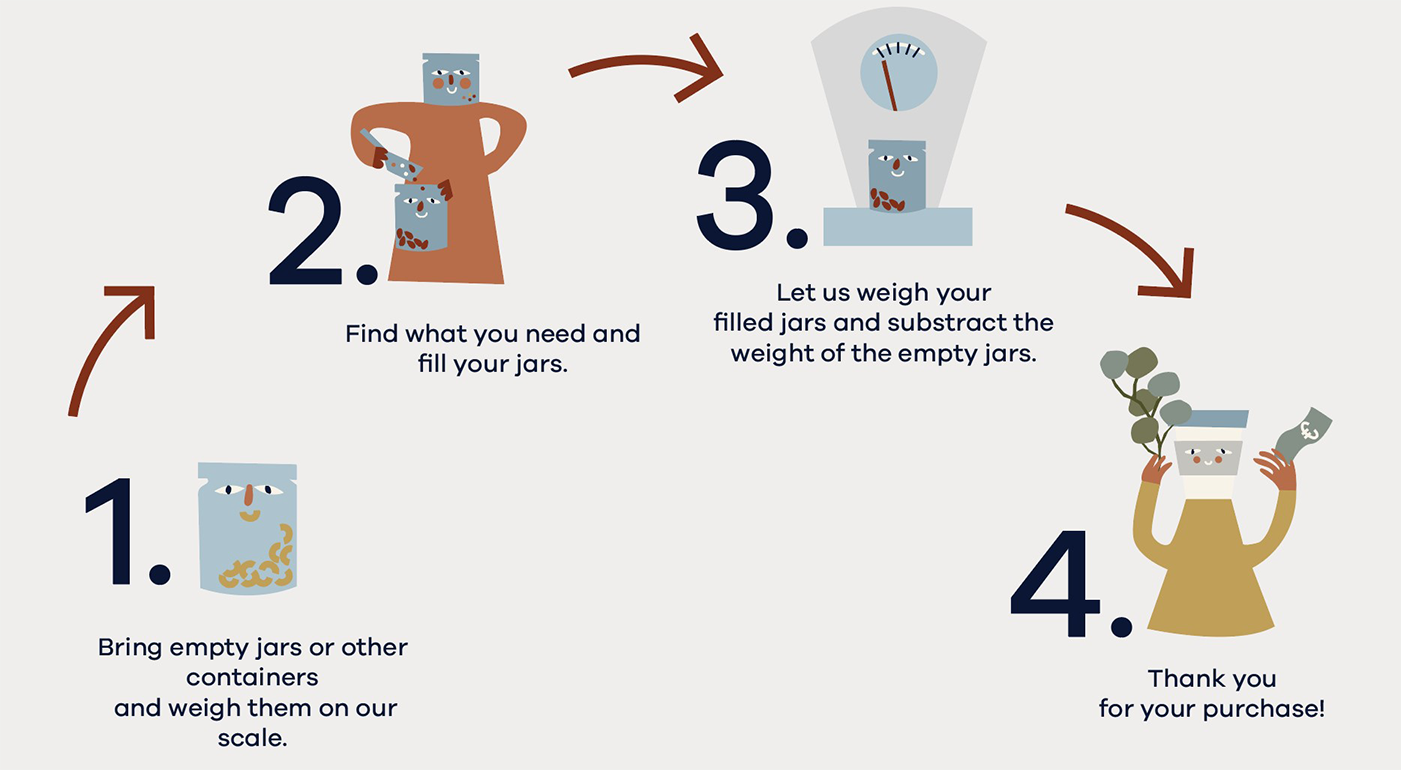 1.
Bring empty jars or other
containers
and weigh them on our
scale.
2.
Find what you need and
fill your jars.
3.
Let us weigh your
filled jars and substract the
weight of the empty jars.
4.
£
Thank you
for your purchase!